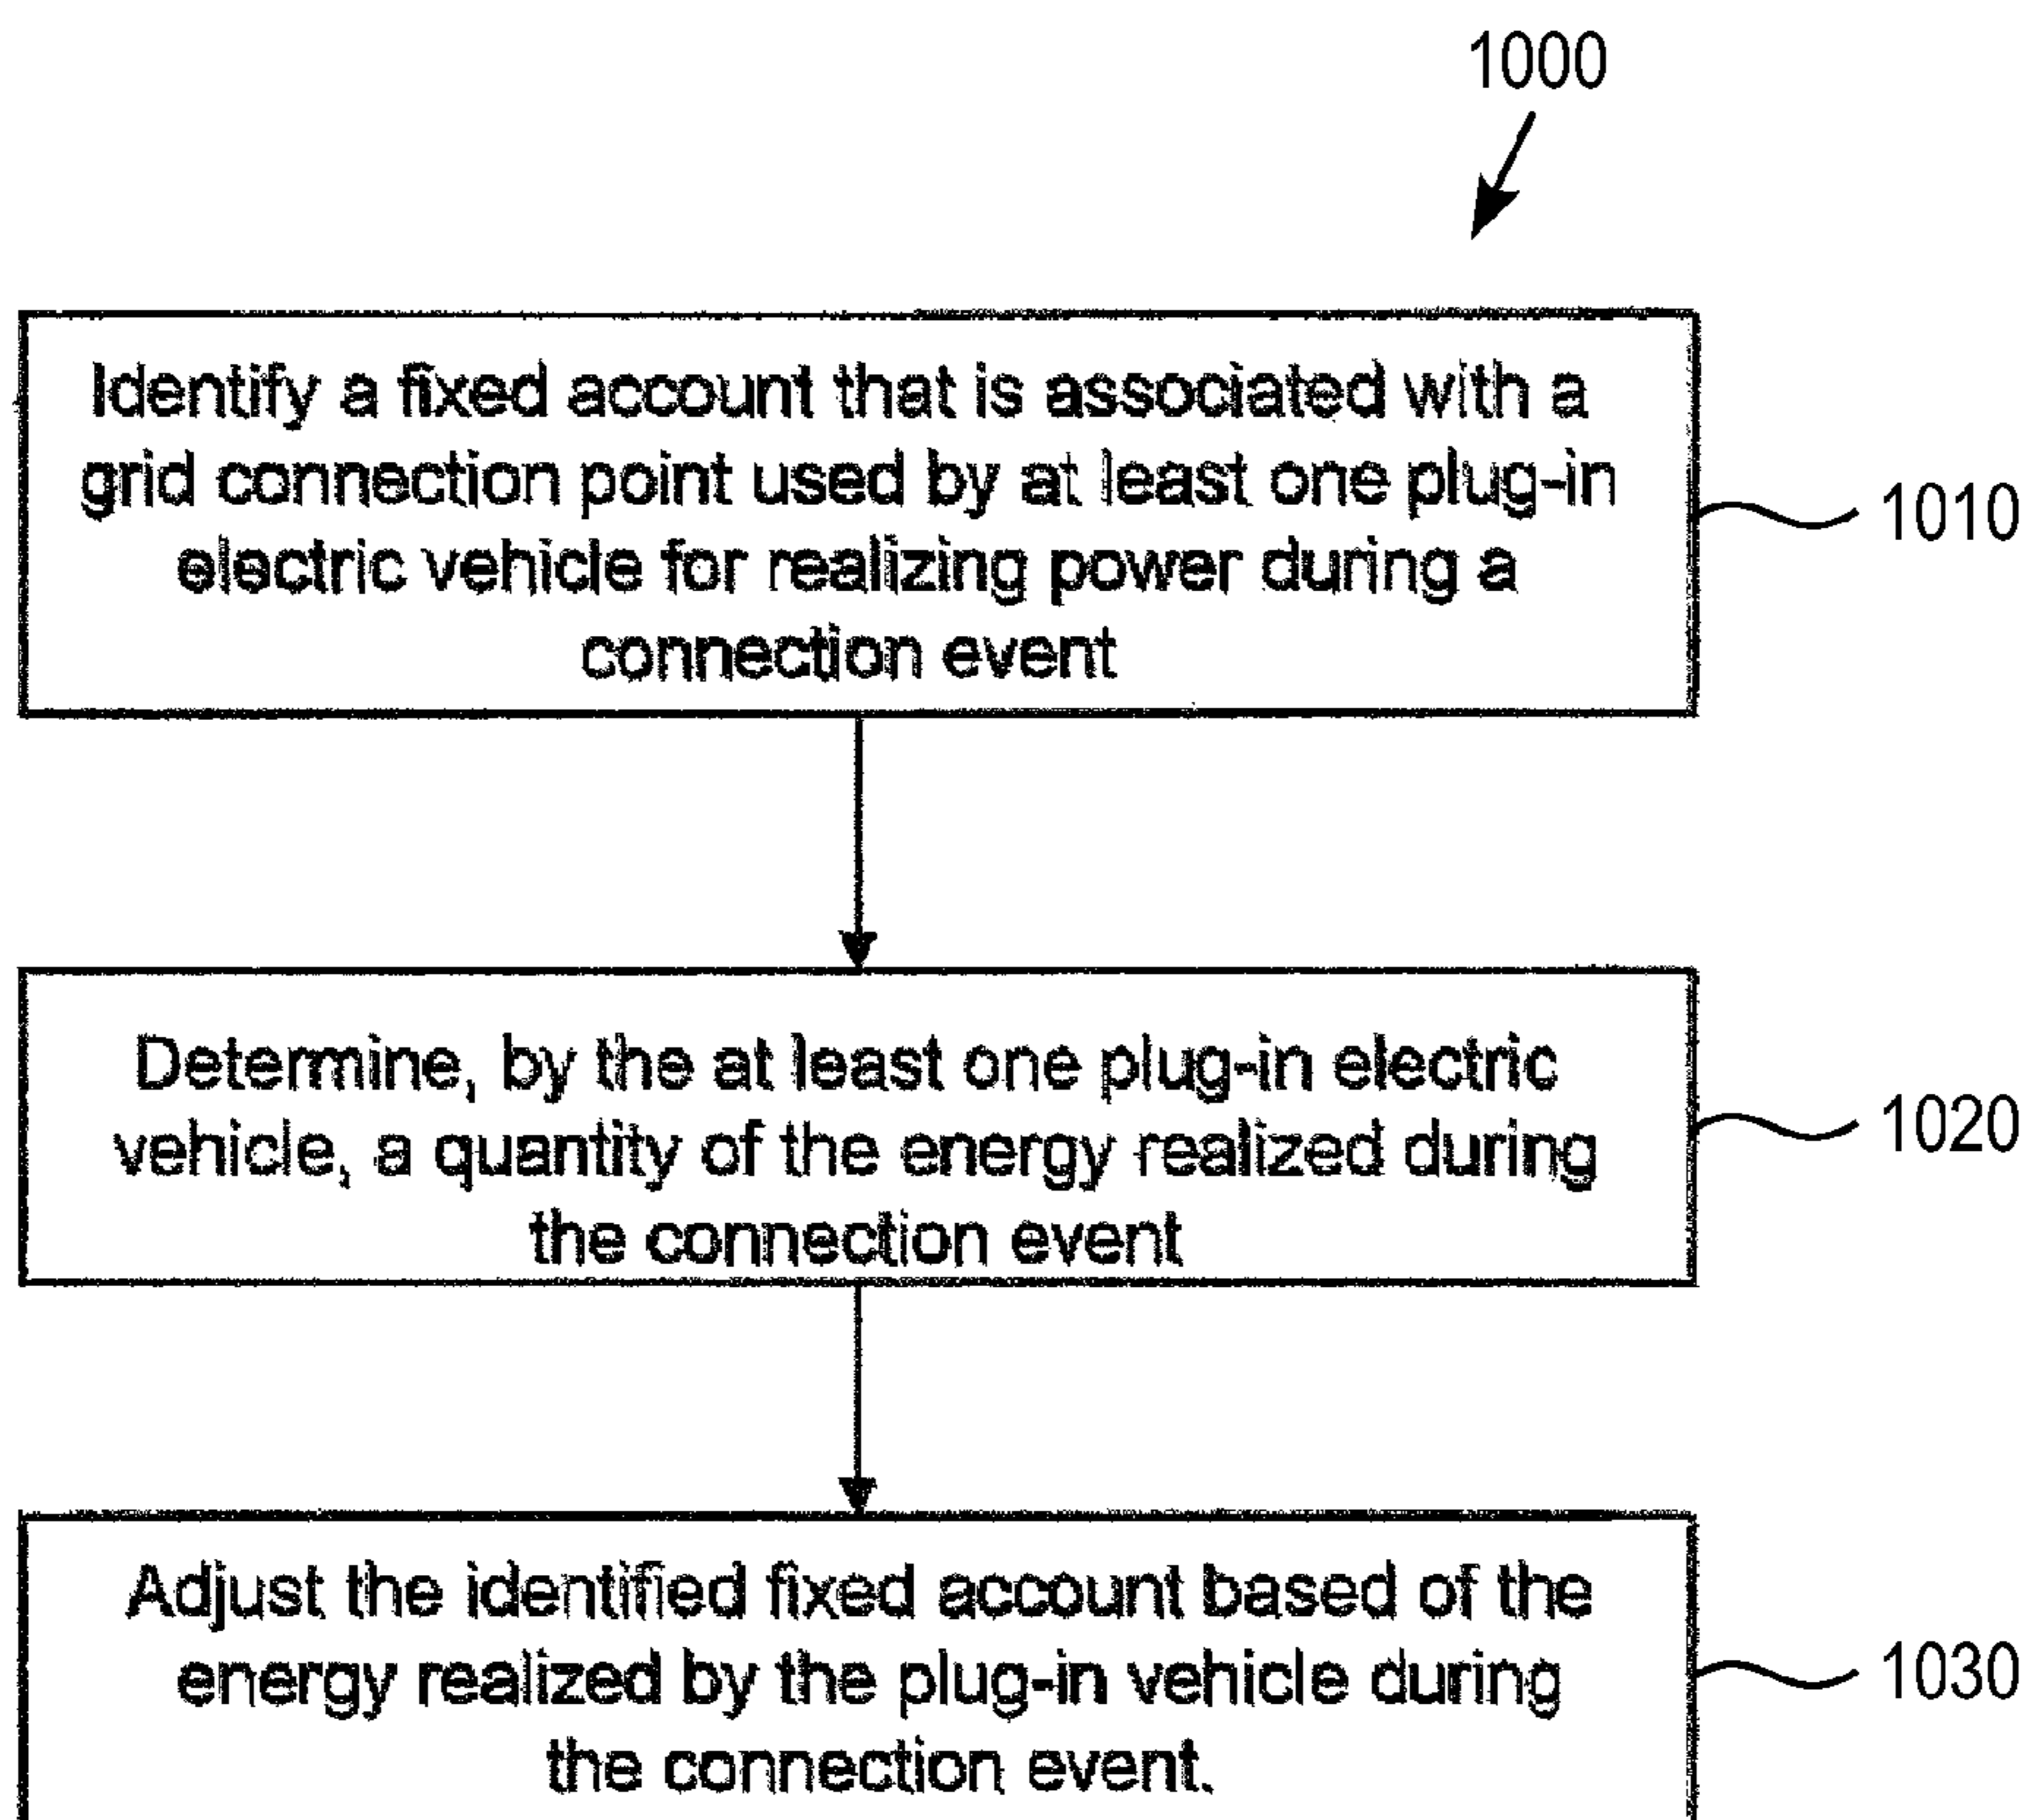 1000
Identify a fixed account that is associated with a
grid connection point used by at least one plug-in
electric vehicle for realizing power during a
connection event
1010
Determine, by the at least one plug-in electric
vehicle, a quantity of the energy realized during
the connection event
1020
Adjust the identified fixed account based of the
energy realized by the plug-in vehicle during
the connection event.
1030